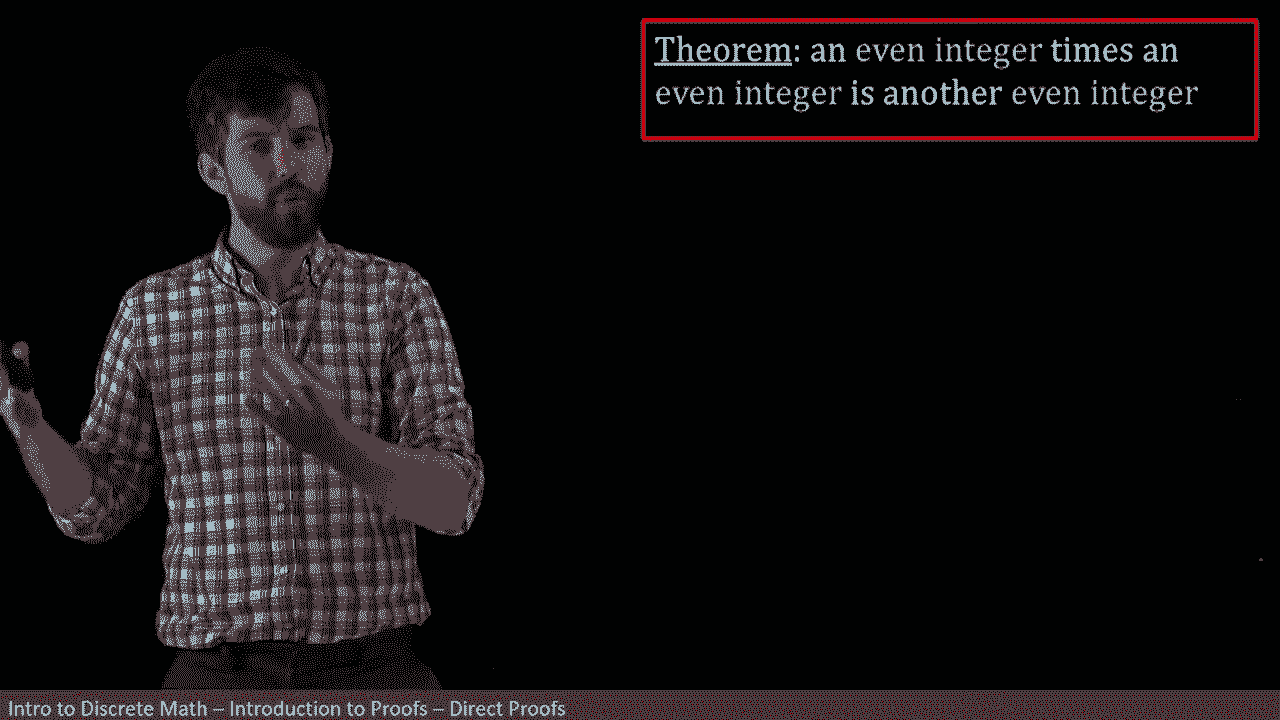 Theorem: an even integer times an
even integer is another even integer
Intro to Discrete Math – Introduction to Proofs – Direct Proofs